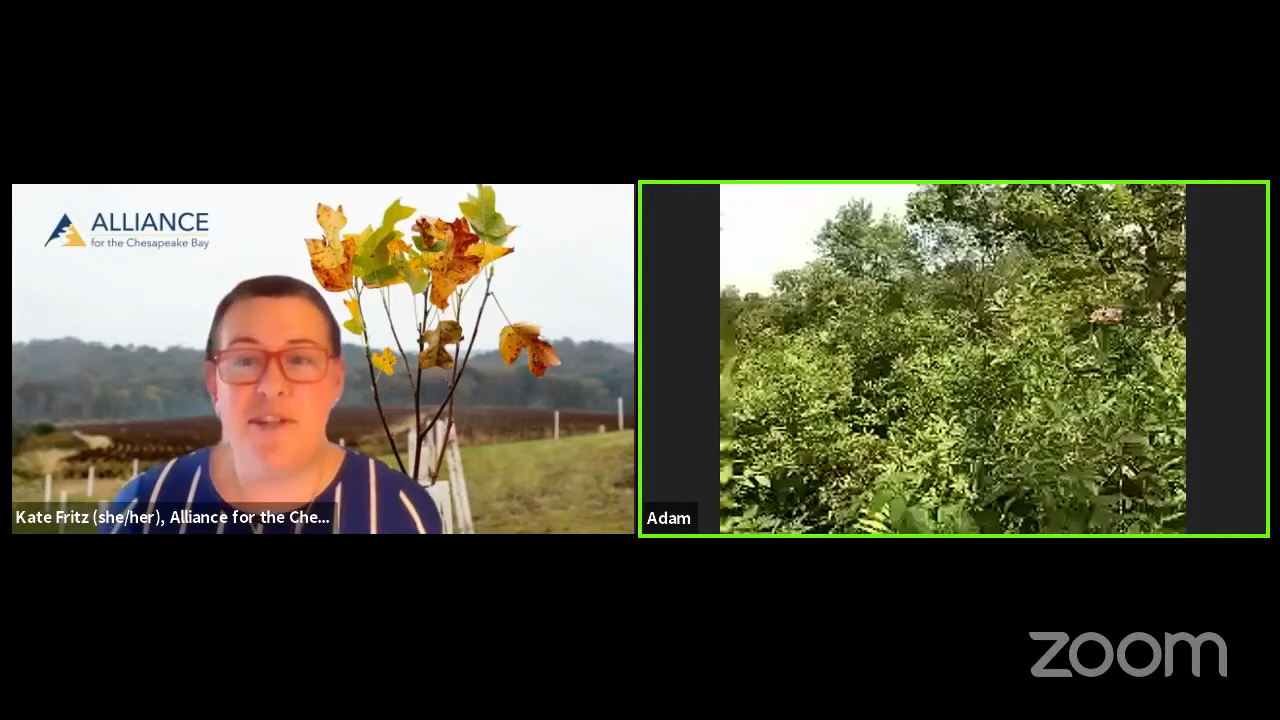 ALLIANCE
for the Chesapeake Bay
Kate Fritz (she/her), Alliance for the Che...
Adam
zoom